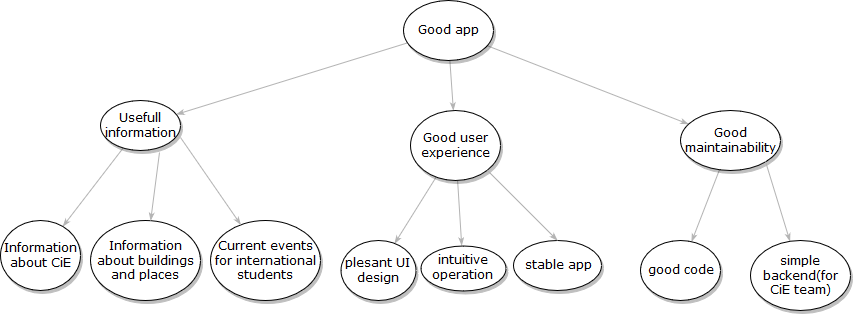 Good app
Usefull
information
Good user
experience
Good
maintainability
Information
about CiE
Information
about buildings
and places
Current events
for international
students
plesant UI
design
intuitive
operation
stable app
good code
simple
backend(for
CiE team)